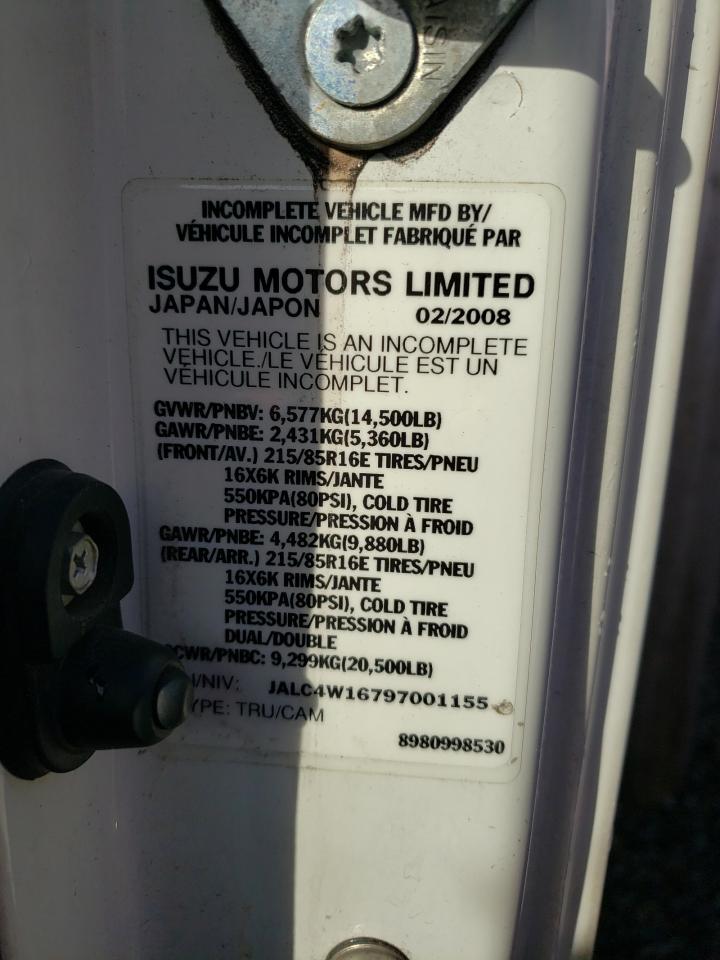 AISIN
INCOMPLETE VEHICLE MFD BY/
VÉHICULE INCOMPLET FABRIQUÉ PAR
ISUZU MOTORS LIMITED
JAPAN/JAPON 02/2008
THIS VEHICLE IS AN INCOMPLETE
VEHICLE./LE VÉHICULE EST UN
VÉHICULE INCOMPLET.
GVWR/PNBV: 6,577KG(14,500LB)
GAWR/PNBE: 2,431KG(5,360LB)
(FRONT/AV.) 215/85R16E TIRES/PNEU
16X6K RIMS/JANTE
550KPA(80PSI), COLD TIRE
PRESSURE/PRESSION À FROID
GAWR/PNBE: 4,482KG(9,880LB)
(REAR/ARR.) 215/85R16E TIRES/PNEU
16X6K RIMS/JANTE
550KPA(80PSI), COLD TIRE
PRESSURE/PRESSION À FROID
DUAL/DOUBLE
CWR/PNBC: 9,299KG(20,500LB)
/NIV: JALC4W16797001155
YPE: TRU/CAM
8980998530